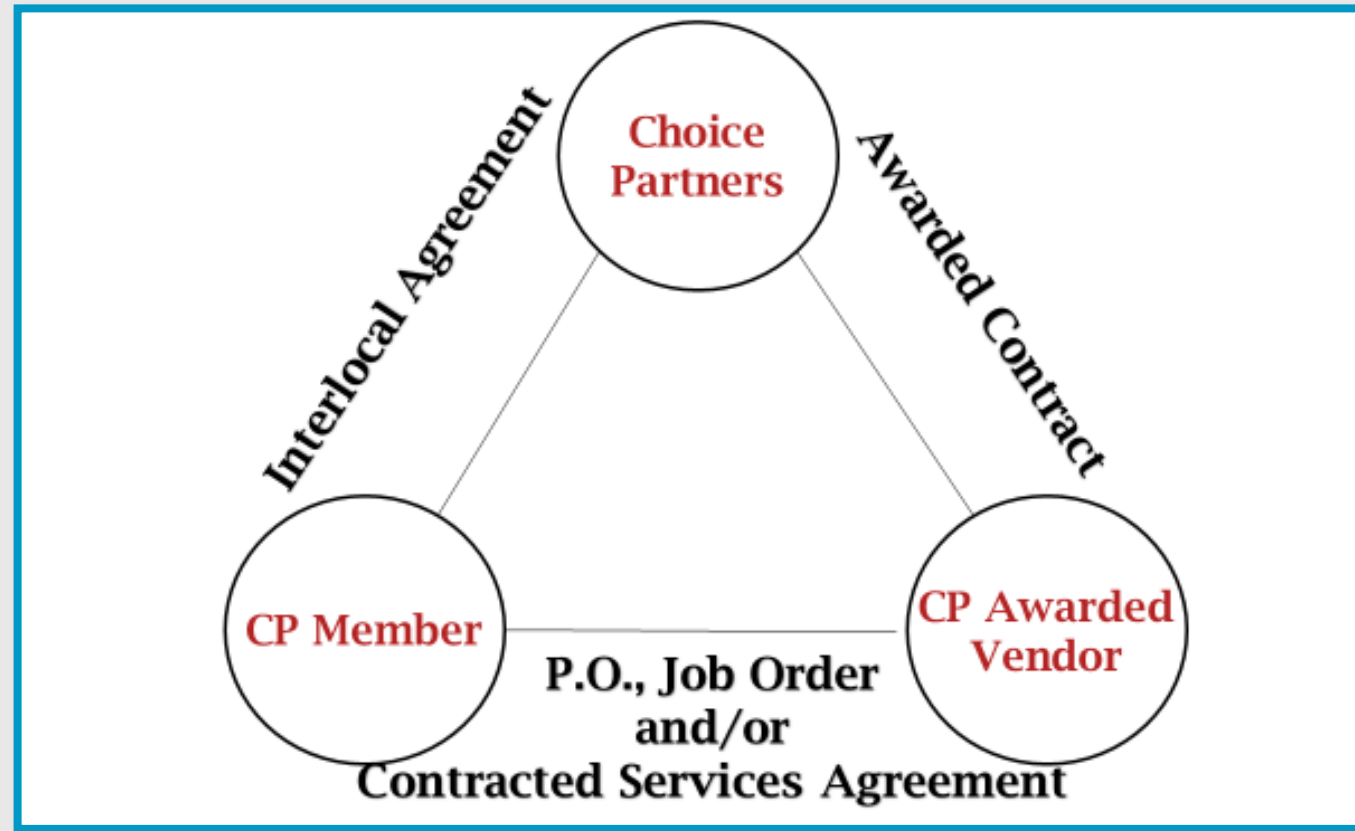 Choice
Partners
Interlocal Agreement
Awarded Contract
CP Member
CP Awarded
Vendor
P.O., Job Order
and/or
Contracted Services Agreement